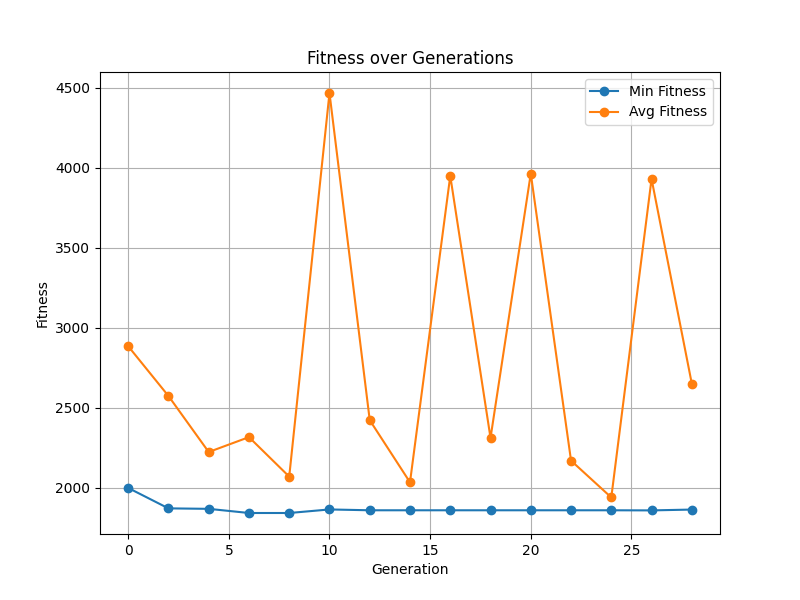 Fitness over Generations
Min Fitness
Avg Fitness
4500
4000
3500
3000
2500
2000
Fitness
0 5 10 15 20 25
Generation